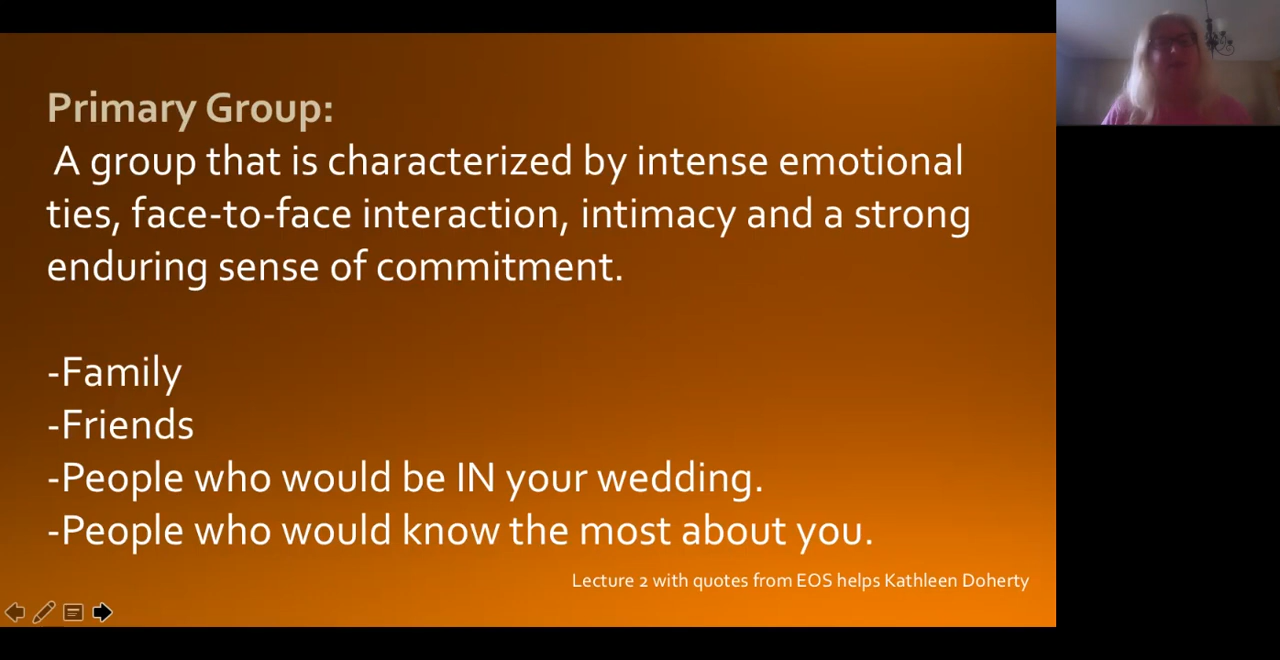 Primary Group:
A group that is characterized by intense emotional
ties, face-to-face interaction, intimacy and a strong
enduring sense of commitment.
-Family
-Friends
-People who would be IN your wedding.
-People who would know the most about you.
Lecture 2 with quotes from EOS helps Kathleen Doherty